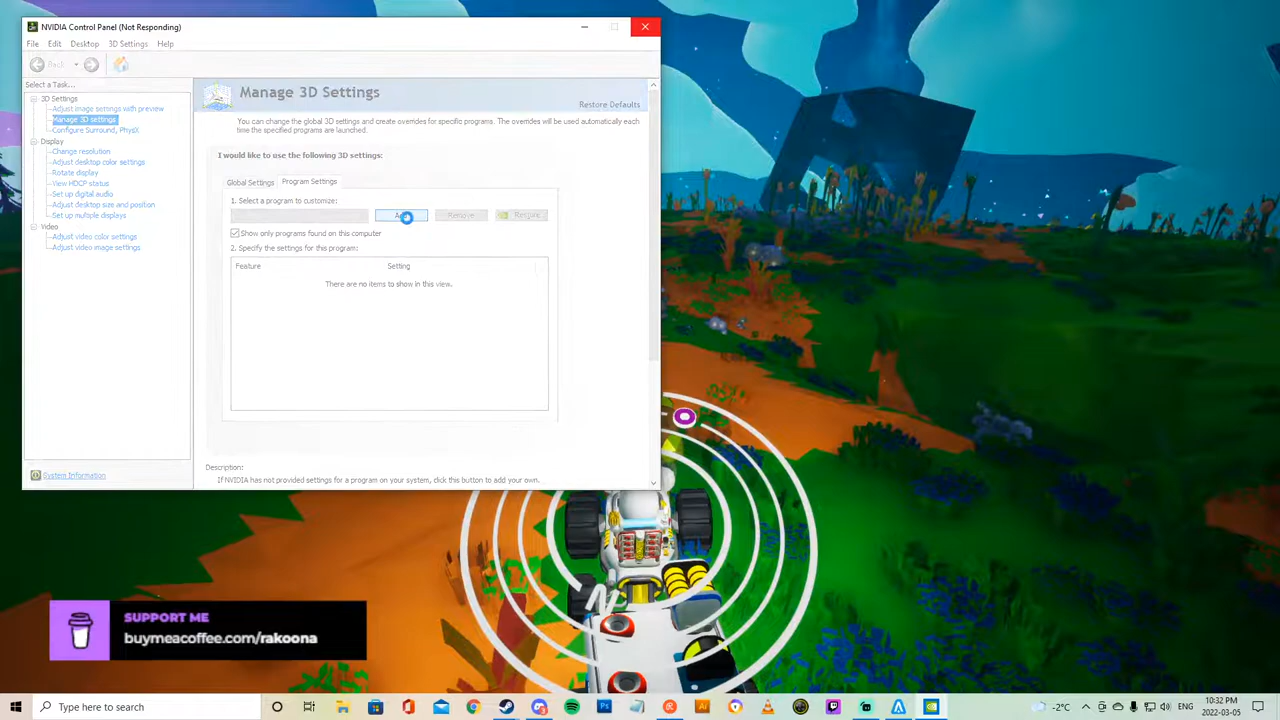 NVIDIA Control Panel (Not Responding)
File Edit Desktop 3D Settings Help
Back
Select a Task...
3D Settings
Adjust image settings with preview
Manage 3D settings
Configure Surround, PhysX
Display
Change resolution
Adjust desktop color settings
Rotate display
View HDCP status
Set up digital audio
Adjust desktop size and position
Set up multiple displays
Video
Adjust video color settings
Adjust video image settings
System Information
Manage 3D Settings
Restore Defaults
You can change the global 3D settings and create overrides for specific programs. The overrides will be used automatically each
time the specified programs are launched.
I would like to use the following 3D settings:
Global Settings Program Settings
1. Select a program to customize:
Remove Restore
Show only programs found on this computer
2. Specify the settings for this program:
Feature Setting
There are no items to show in this view.
Description:
If NVIDIA has not provided settings for a program on your system, click this button to add your own.
SUPPORT ME
buymeacoffee.com/rakoona
Type here to search
-2°C
ENG
10:32 PM
2022-03-05